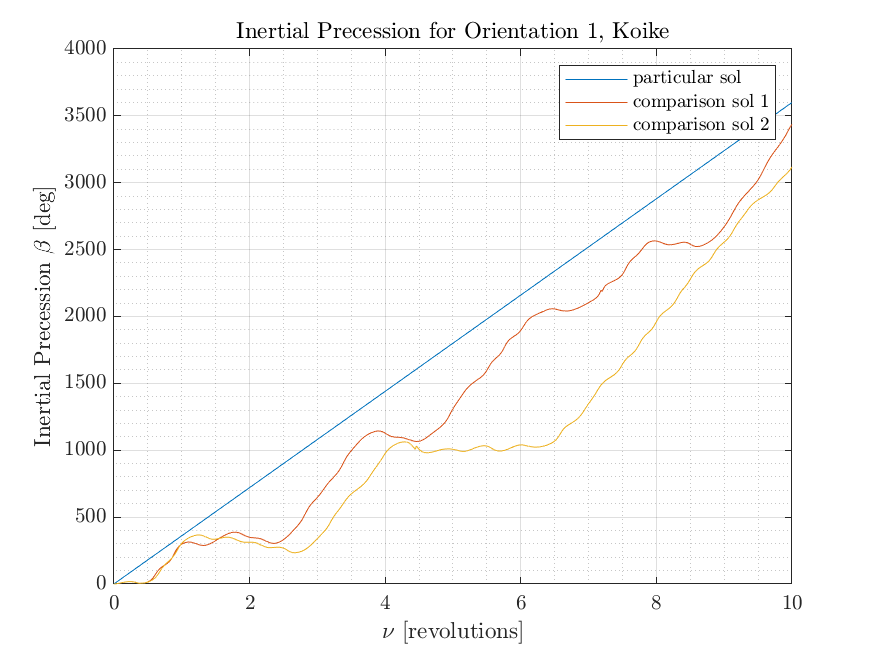 Inertial Precession for Orientation 1, Koike
4000
3500
3000
2500
2000
1500
1000
500
0
Inertial Precession β [deg]
particular sol
comparison sol 1
comparison sol 2
0 2 4 6 8 10
ν [revolutions]